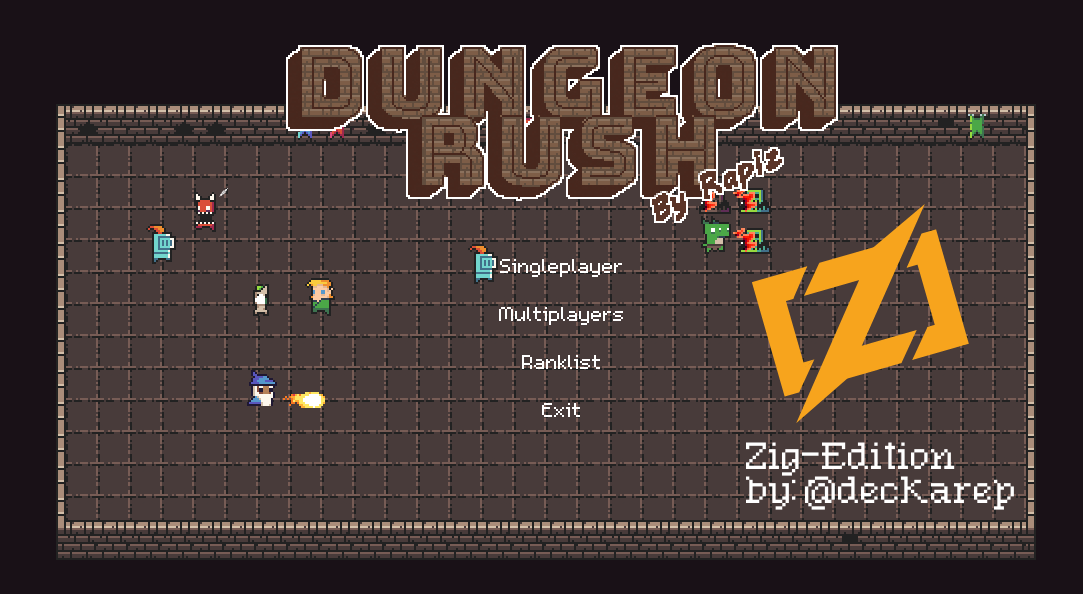 DUNGEON
RUSH
By Rapiz
Singleplayer
Multiplayers
Ranklist
Exit
Zig-Edition
by: @deckarep